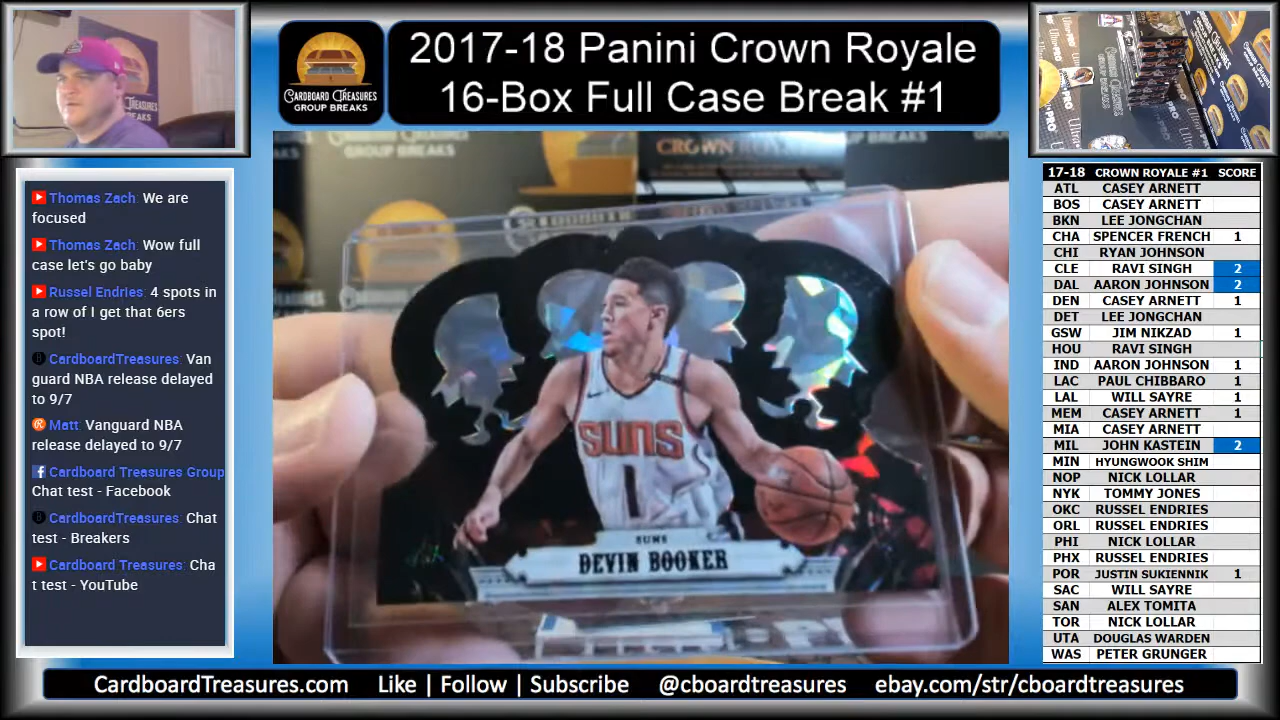 CARDBOARD TREASURES
GROUP BREAKS
2017-18 Panini Crown Royale
16-Box Full Case Break #1
Thomas Zach: We are
focused
Thomas Zach: Wow full
case let's go baby
Russel Endries: 4 spots in
a row of I get that 6ers
spot!
CardboardTreasures: Van
guard NBA release delayed
to 9/7
Matt: Vanguard NBA
release delayed to 9/7
Cardboard Treasures Group
Chat test - Facebook
CardboardTreasures: Chat
test - Breakers
Cardboard Treasures: Cha
t test - YouTube
GROUP BREAKS
CROWN ROYALE
SUNS
1
SUNS
DEVIN BOOKER
17-18 CROWN ROYALE #1 SCORE
ATL CASEY ARNETT
BOS CASEY ARNETT
BKN LEE JONGCHAN
CHA SPENCER FRENCH 1
CHI RYAN JOHNSON
CLE RAVI SINGH 2
DAL AARON JOHNSON 2
DEN CASEY ARNETT 1
DET LEE JONGCHAN
GSW JIM NIKZAD 1
HOU RAVI SINGH
IND AARON JOHNSON 1
LAC PAUL CHIBBARO 1
LAL WILL SAYRE 1
MEM CASEY ARNETT 1
MIA CASEY ARNETT
MIL JOHN KASTEIN 2
MIN HYUNGWOOK SHIM
NOP NICK LOLLAR
NYK TOMMY JONES
OKC RUSSEL ENDRIES
ORL RUSSEL ENDRIES
PHI NICK LOLLAR
PHX RUSSEL ENDRIES
POR JUSTIN SUKIENNIK 1
SAC WILL SAYRE
SAN ALEX TOMITA
TOR NICK LOLLAR
UTA DOUGLAS WARDEN
WAS PETER GRUNGER
CardboardTreasures.com Like | Follow | Subscribe @cboardtreasures ebay.com/str/cboardtreasures